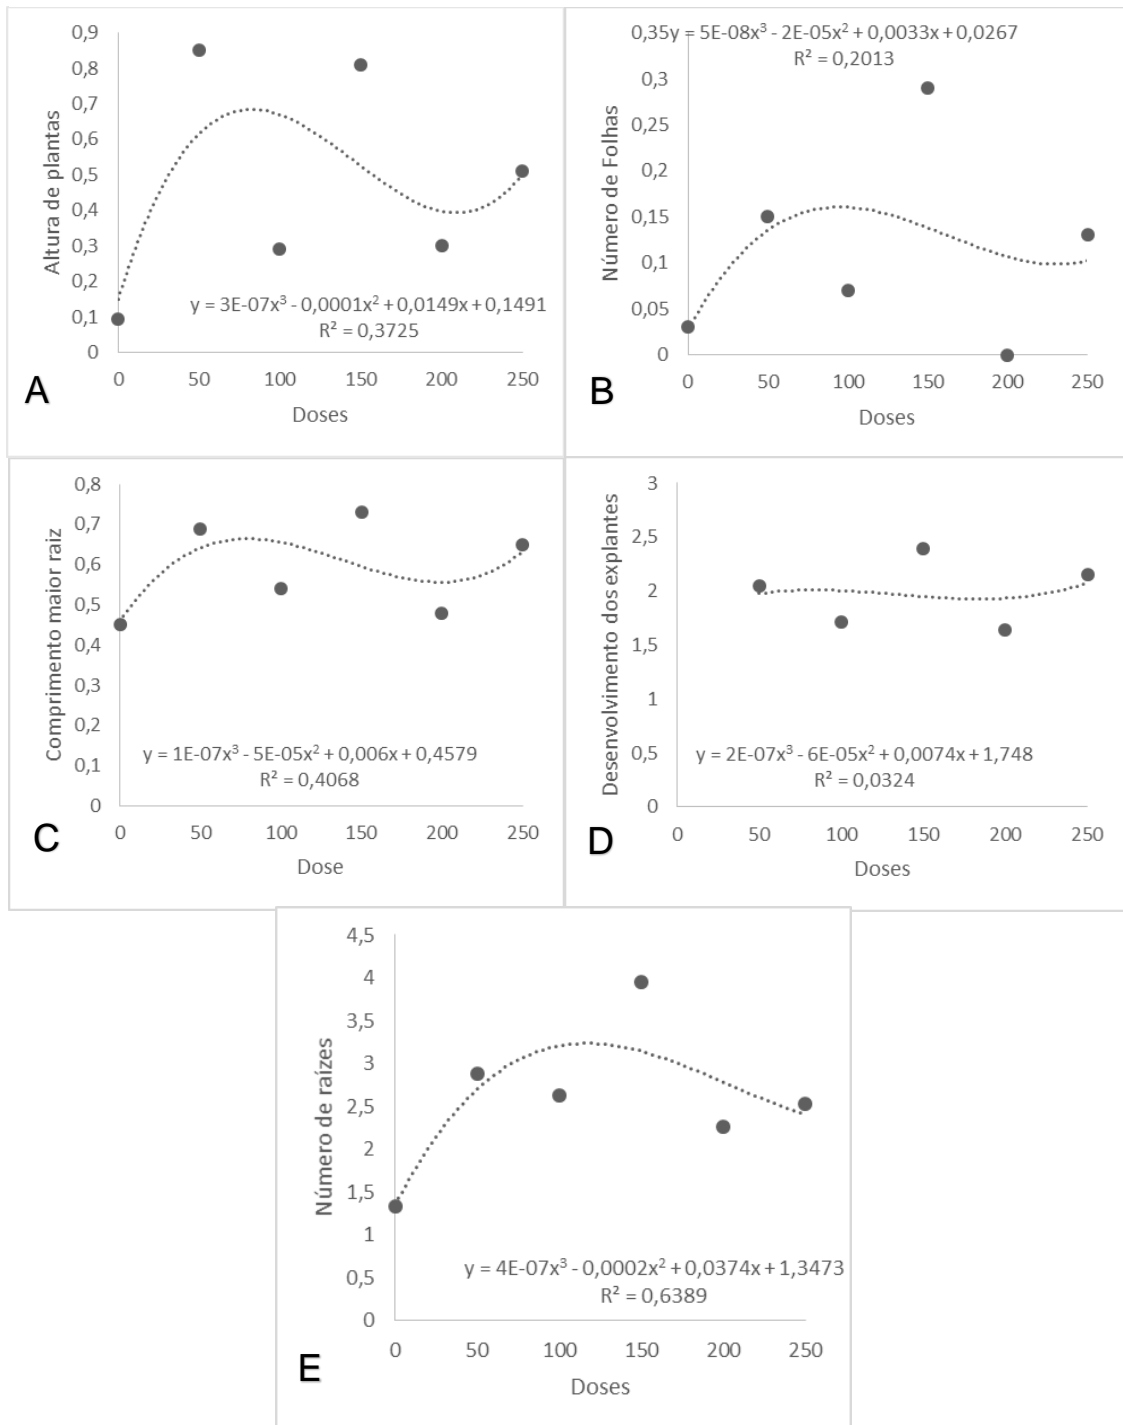 0,9
0,8
0,7
0,6
0,5
0,4
0,3
0,2
0,1
0
Altura de plantas
y = 3E-07x³ - 0,0001x² + 0,0149x + 0,1491
R² = 0,3725
0 50 100 150 200 250
Doses
A
0,35
y = 5E-08x³ - 2E-05x² + 0,0033x + 0,0267
R² = 0,2013
0,3
0,25
0,2
0,15
0,1
0,05
0
Número de Folhas
0 50 100 150 200 250
Doses
B
0,8
0,7
0,6
0,5
0,4
0,3
0,2
0,1
0
Comprimento maior raiz
y = 1E-07x³ - 5E-05x² + 0,006x + 0,4579
R² = 0,4068
0 50 100 150 200 250
Dose
C
3
2,5
2
1,5
1
0,5
0
Desenvolvimento dos explantes
y = 2E-07x³ - 6E-05x² + 0,0074x + 1,748
R² = 0,0324
0 50 100 150 200 250
Doses
D
4,5
4
3,5
3
2,5
2
1,5
1
0,5
0
Número de raízes
y = 4E-07x³ - 0,0002x² + 0,0374x + 1,3473
R² = 0,6389
0 50 100 150 200 250
Doses
E